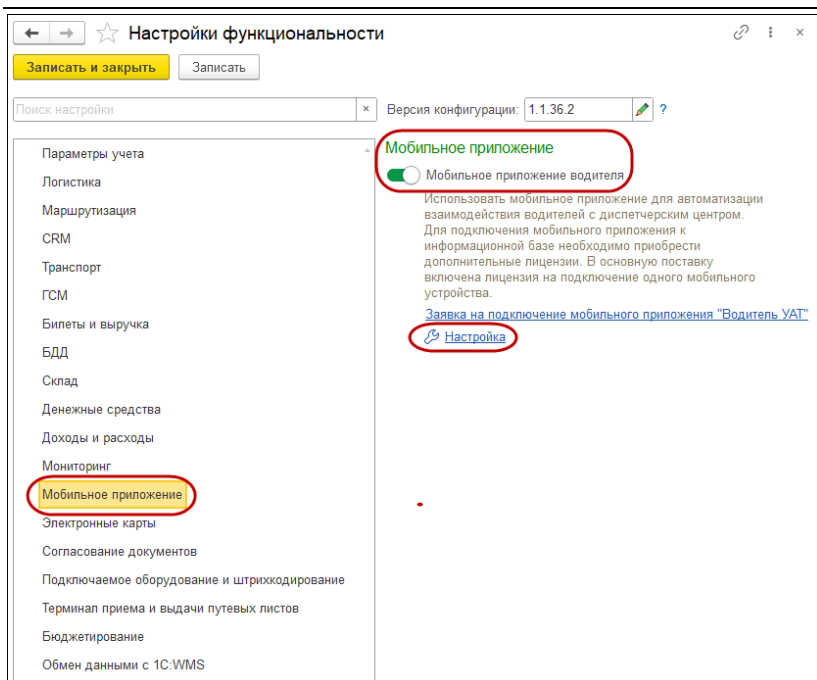 Настройки функциональности
Записать и закрыть Записать
Поиск настройки × Версия конфигурации: 1.1.36.2 ?
Параметры учета
Логистика
Маршрутизация
CRM
Транспорт
ГСМ
Билеты и выручка
БДД
Склад
Денежные средства
Доходы и расходы
Мониторинг
Мобильное приложение
Электронные карты
Согласование документов
Подключаемое оборудование и штрихкодирование
Терминал приема и выдачи путевых листов
Бюджетирование
Обмен данными с 1C:WMS
Мобильное приложение
Мобильное приложение водителя
Использовать мобильное приложение для автоматизации
взаимодействия водителей с диспетчерским центром.
Для подключения мобильного приложения к
информационной базе необходимо приобрести
дополнительные лицензии. В основную поставку
включена лицензия на подключение одного мобильного
устройства.
Заявка на подключение мобильного приложения "Водитель УАТ"
Настройка